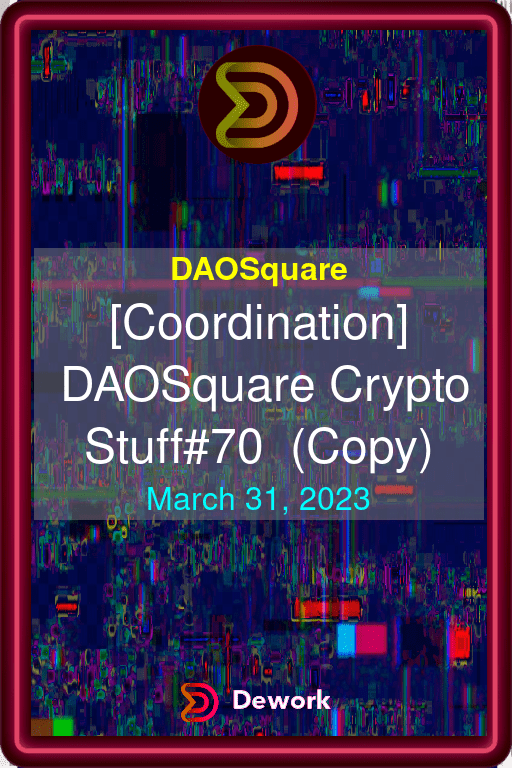 DAOSquare
[Coordination]
DAOSquare Crypto
Stuff#70 (Copy)
March 31, 2023
Dework